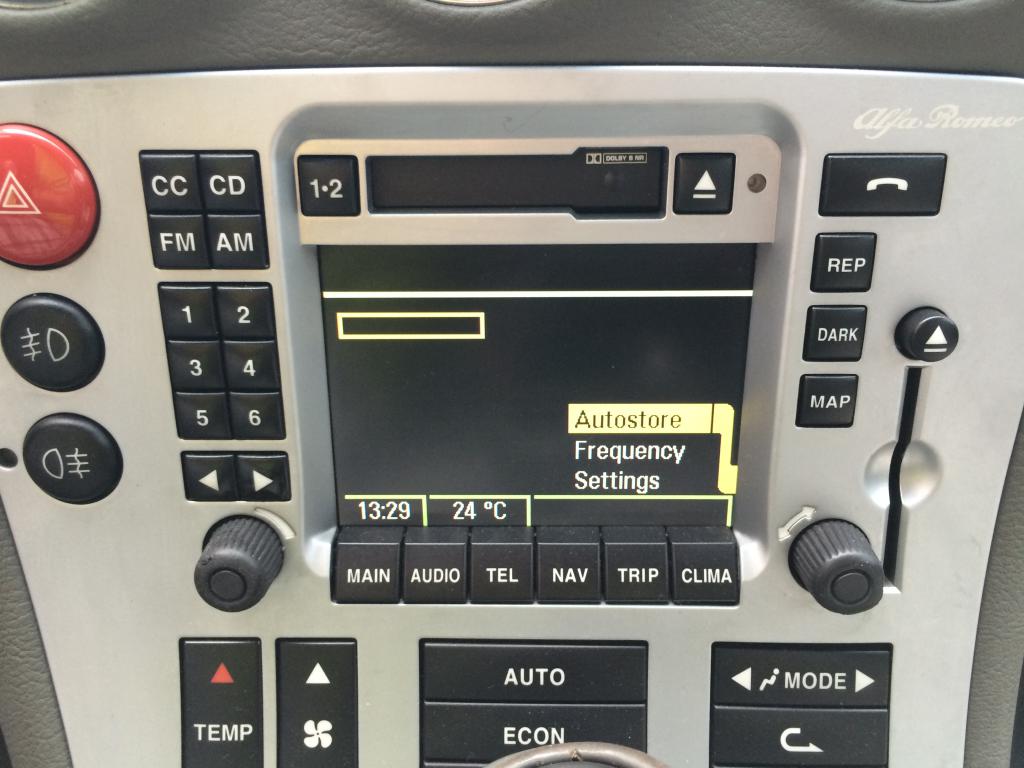 Alfa Romeo
DOLBY B NR
1•2
CC CD
FM AM
1 2
3 4
5 6
REP
DARK
MAP
Autostore
Frequency
Settings
13:29 24 ºC
MAIN AUDIO TEL NAV TRIP CLIMA
TEMP
AUTO
ECON
MODE